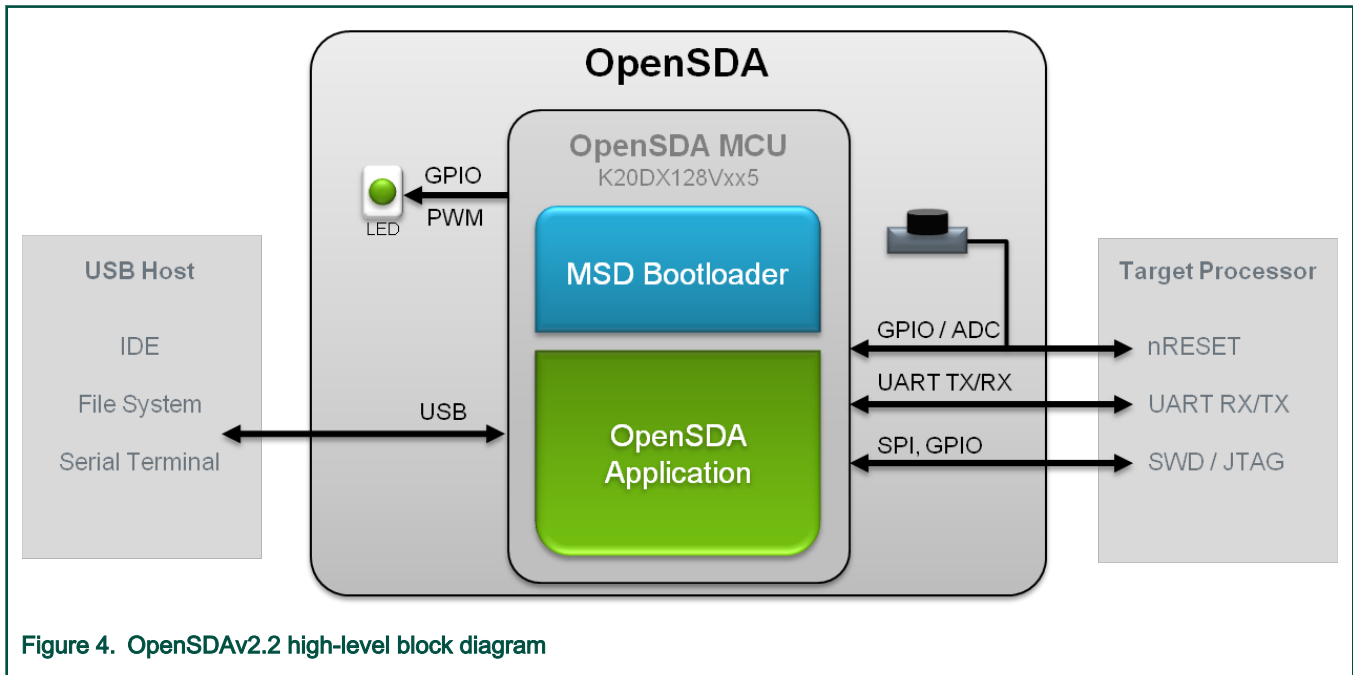 OpenSDA
OpenSDA MCU
K20DX128Vxx5
GPIO
PWM
LED
MSD Bootloader
USB Host
IDE
File System
Serial Terminal
USB
OpenSDA
Application
GPIO / ADC
UART TX/RX
SPI, GPIO
Target Processor
nRESET
UART RX/TX
SWD / JTAG
Figure 4. OpenSDAv2.2 high-level block diagram